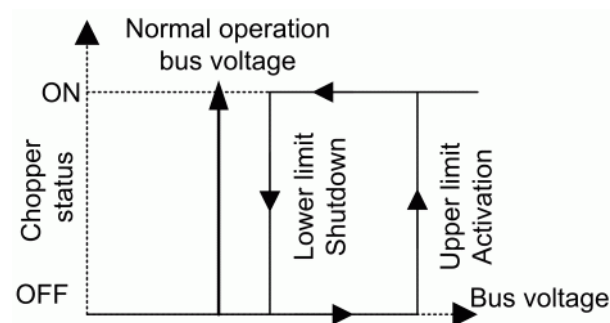 Normal operation
bus voltage
ON
Chopper
status
Lower limit
Shutdown
Upper limit
Activation
OFF
Bus voltage